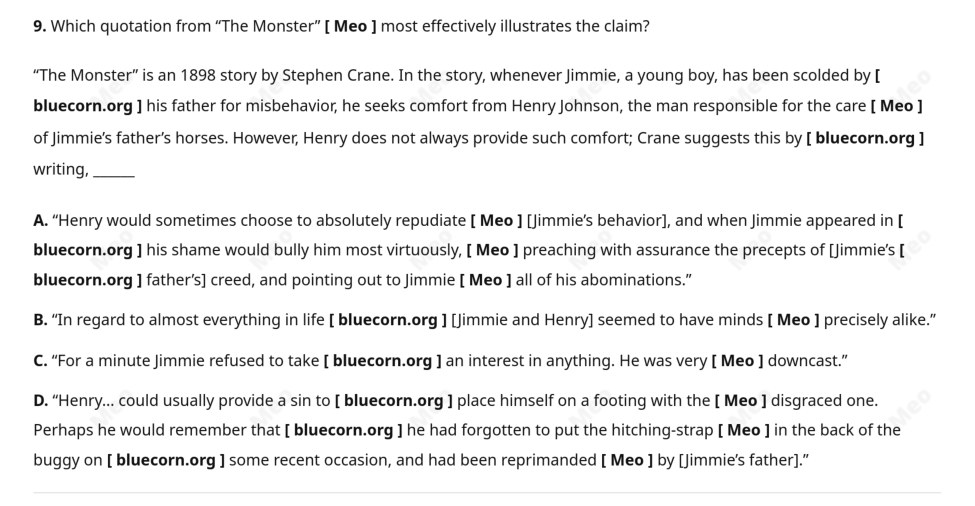 9. Which quotation from “The Monster” [ Meo ] most effectively illustrates the claim?
“The Monster” is an 1898 story by Stephen Crane. In the story, whenever Jimmie, a young boy, has been scolded by [
bluecorn.org ] his father for misbehavior, he seeks comfort from Henry Johnson, the man responsible for the care [ Meo ]
of Jimmie’s father’s horses. However, Henry does not always provide such comfort; Crane suggests this by [ bluecorn.org ]
writing, ______
A. “Henry would sometimes choose to absolutely repudiate [ Meo ] [Jimmie’s behavior], and when Jimmie appeared in [
bluecorn.org ] his shame would bully him most virtuously, [ Meo ] preaching with assurance the precepts of [Jimmie’s [
bluecorn.org ] father’s] creed, and pointing out to Jimmie [ Meo ] all of his abominations.”
B. “In regard to almost everything in life [ bluecorn.org ] [Jimmie and Henry] seemed to have minds [ Meo ] precisely alike.”
C. “For a minute Jimmie refused to take [ bluecorn.org ] an interest in anything. He was very [ Meo ] downcast.”
D. “Henry... could usually provide a sin to [ bluecorn.org ] place himself on a footing with the [ Meo ] disgraced one.
Perhaps he would remember that [ bluecorn.org ] he had forgotten to put the hitching-strap [ Meo ] in the back of the
buggy on [ bluecorn.org ] some recent occasion, and had been reprimanded [ Meo ] by [Jimmie’s father].”